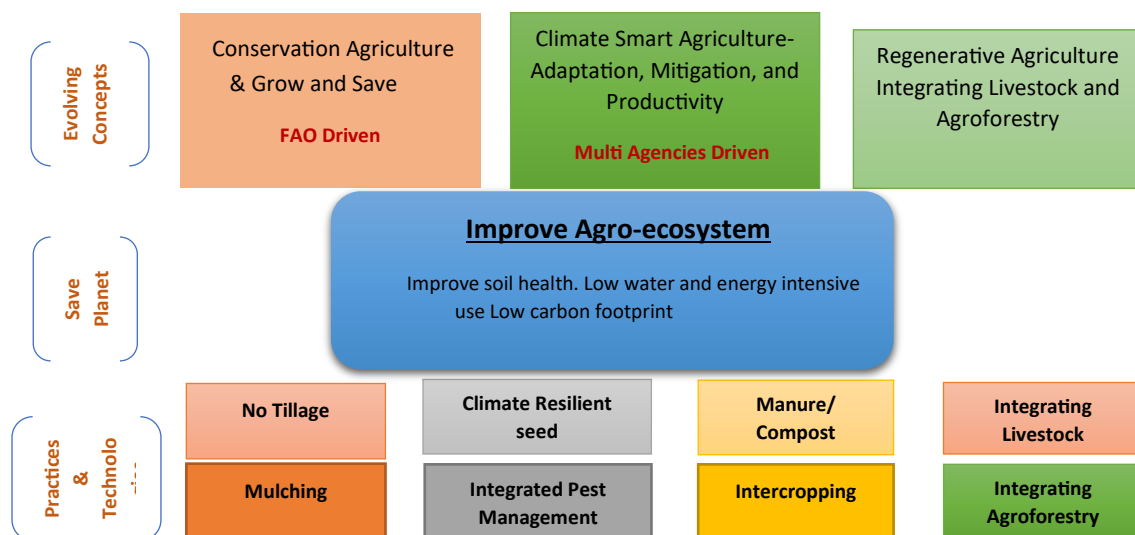 Evolving
Concepts
Conservation Agriculture
& Grow and Save
FAO Driven
Climate Smart Agriculture-
Adaptation, Mitigation, and
Productivity
Multi Agencies Driven
Regenerative Agriculture
Integrating Livestock and
Agroforestry
Save
Planet
Improve Agro-ecosystem
Improve soil health. Low water and energy intensive
use Low carbon footprint
Practices
&
Technolo
No Tillage
Climate Resilient
seed
Manure/
Compost
Integrating
Livestock
Mulching
Integrated Pest
Management
Intercropping
Integrating
Agroforestry